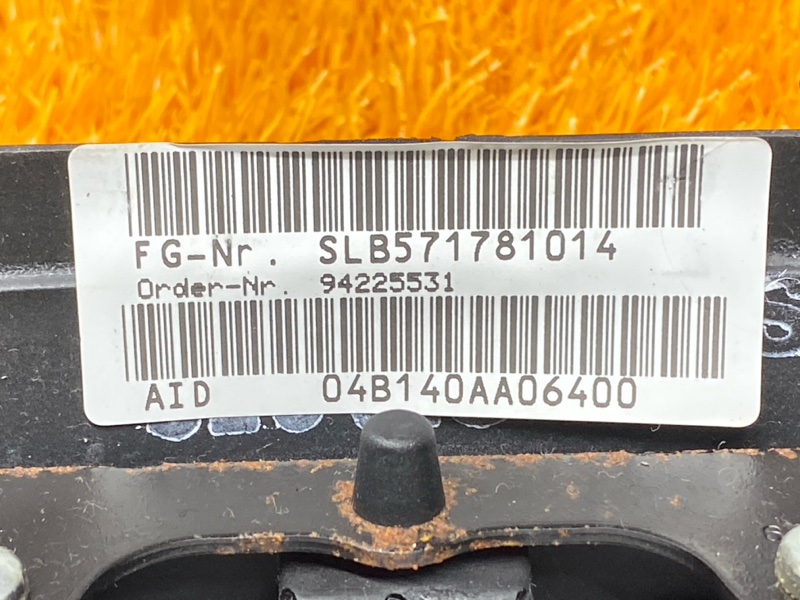 FG-Nr. SLB571781014
Order-Nr. 94225531
AID 04B140AA06400